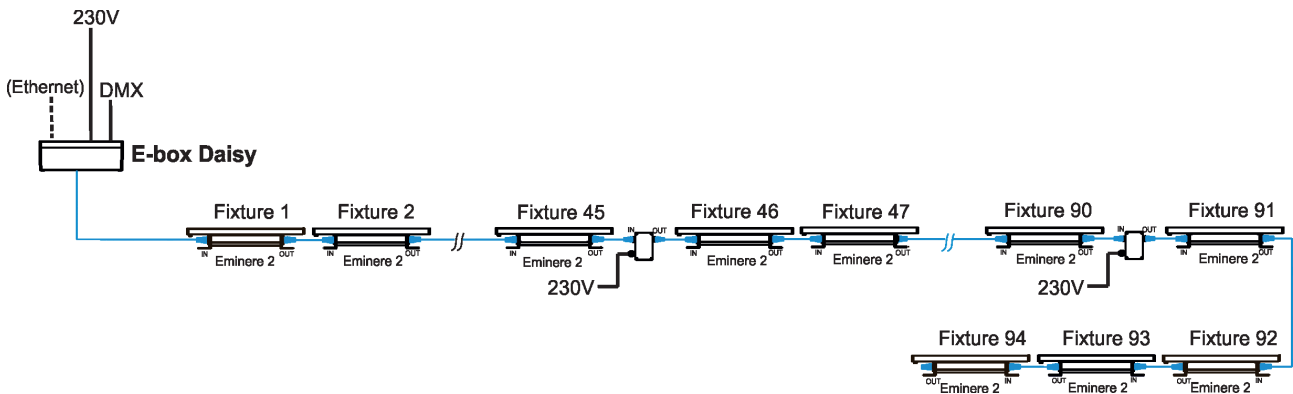 230V
(Ethernet)
DMX
E-box Daisy
Fixture 1
Fixture 2
Fixture 45
Fixture 46
Fixture 47
Fixture 90
Fixture 91
IN OUT
IN OUT
IN Eminere 2 OUT
IN Eminere 2
IN Eminere 2 OUT
IN Eminere 2 OUT
IN Eminere 2 OUT
IN Eminere 2 OUT
IN Eminere 2 OUT
230V
230V
Fixture 94
Fixture 93
Fixture 92
OUT Eminere 2 IN
OUT Eminere 2 IN
OUT Eminere 2 IN